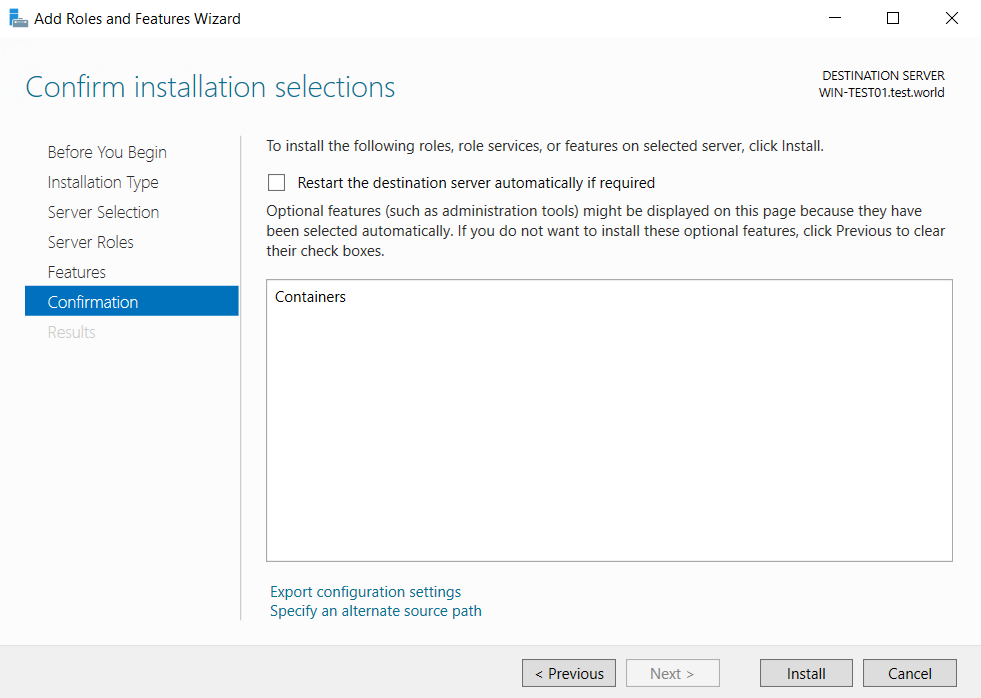 Add Roles and Features Wizard
Confirm installation selections
DESTINATION SERVER
WIN-TEST01.test.world
Before You Begin
Installation Type
Server Selection
Server Roles
Features
Confirmation
Results
To install the following roles, role services, or features on selected server, click Install.
Restart the destination server automatically if required
Optional features (such as administration tools) might be displayed on this page because they have
been selected automatically. If you do not want to install these optional features, click Previous to clear
their check boxes.
Containers
Export configuration settings
Specify an alternate source path
< Previous
Next >
Install
Cancel